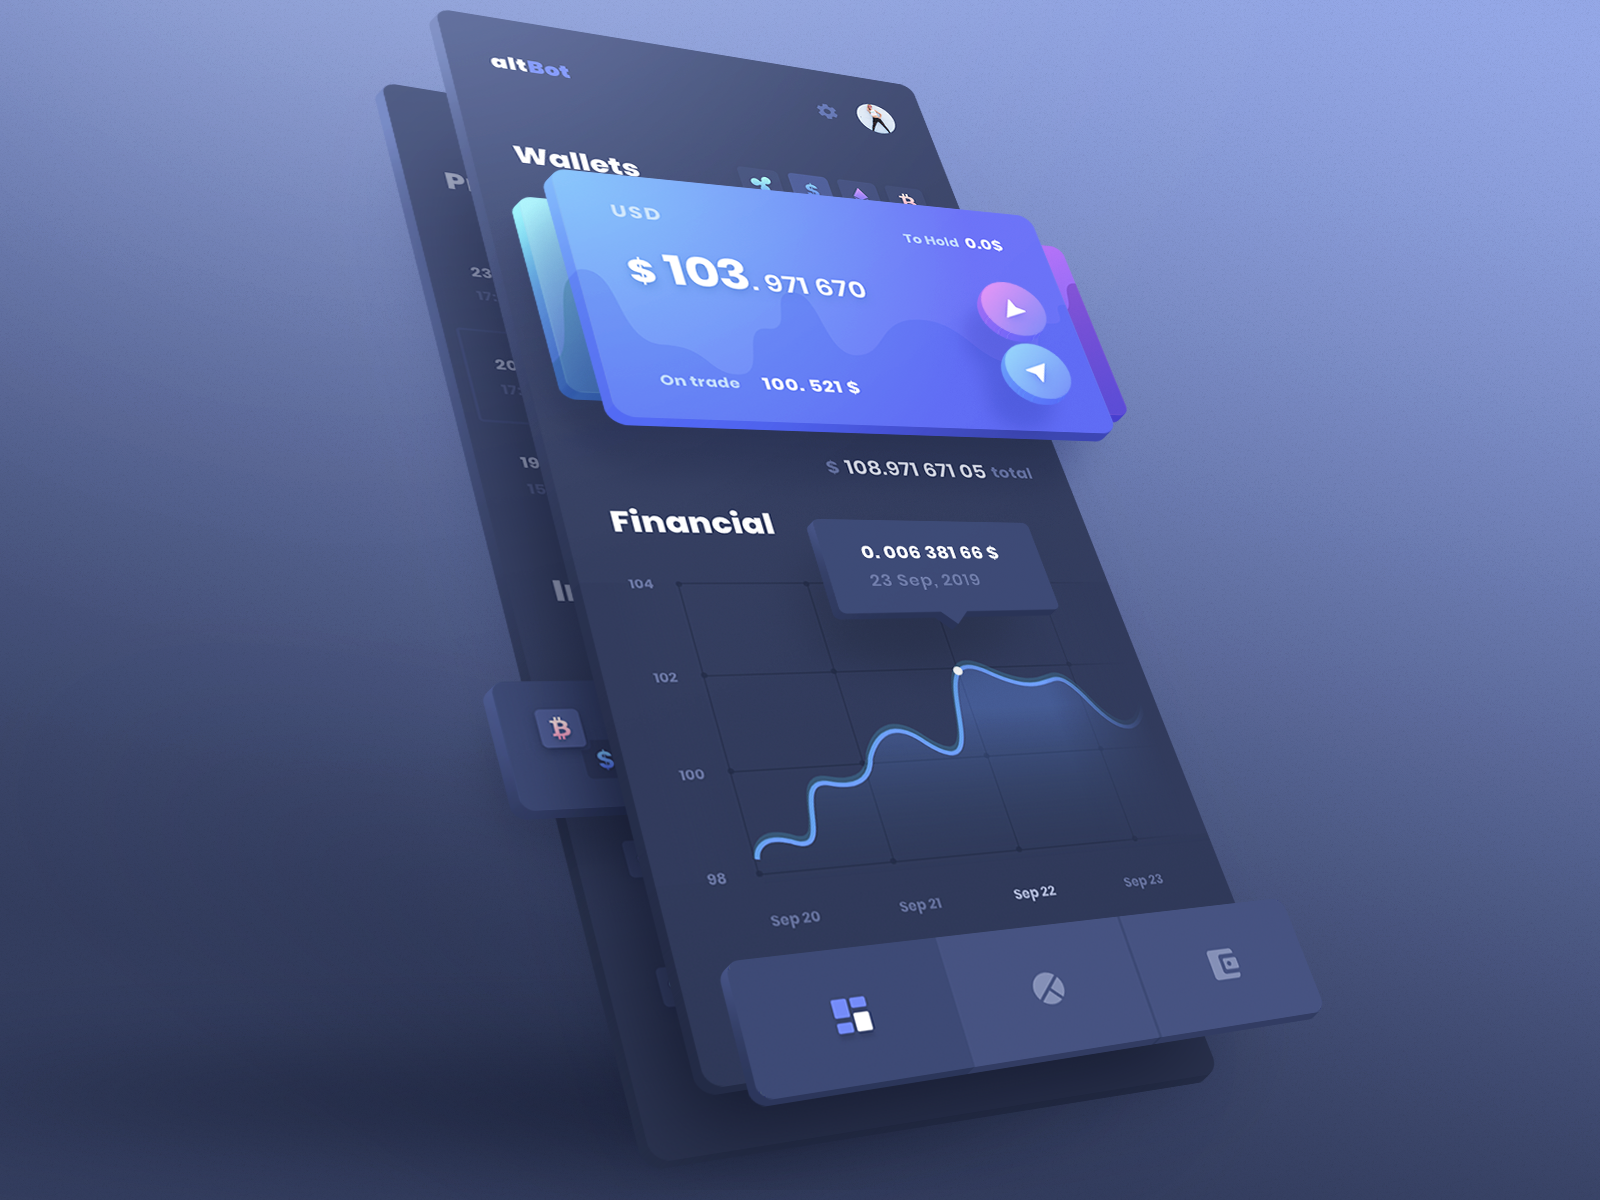 altBot
Wallets
USD
To Hold 0.0$
$ 103. 971 670
On trade 100. 521 $
$ 108.971 671 05 total
Financial
0. 006 381 66 $
23 Sep, 2019
104
102
100
98
Sep 20
Sep 21
Sep 22
Sep 23
23
20
19
15
$